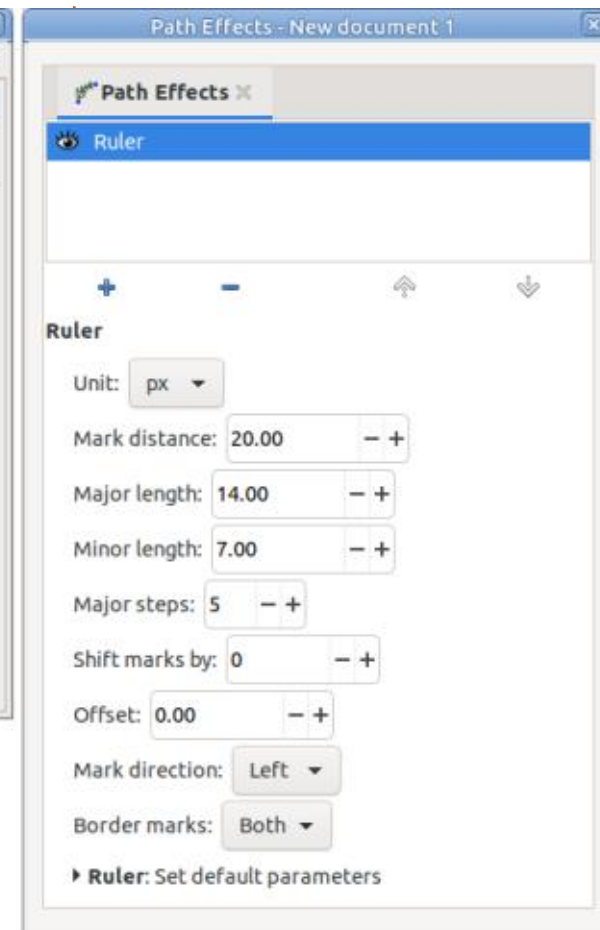 Path Effects - New document 1
Path Effects
Ruler
Ruler
Unit: px
Mark distance: 20.00
Major length: 14.00
Minor length: 7.00
Major steps: 5
Shift marks by: 0
Offset: 0.00
Mark direction: Left
Border marks: Both
Ruler: Set default parameters